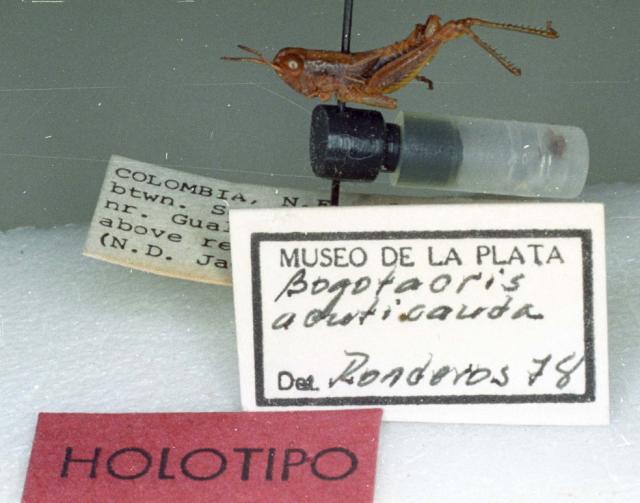 COLOMBIA, N.E
btwn. S
nr. Gua
above re
(N.D. Ja
MUSEO DE LA PLATA
Bogotacris
acuticauda
Det. Ronderos 78
HOLOTIPO